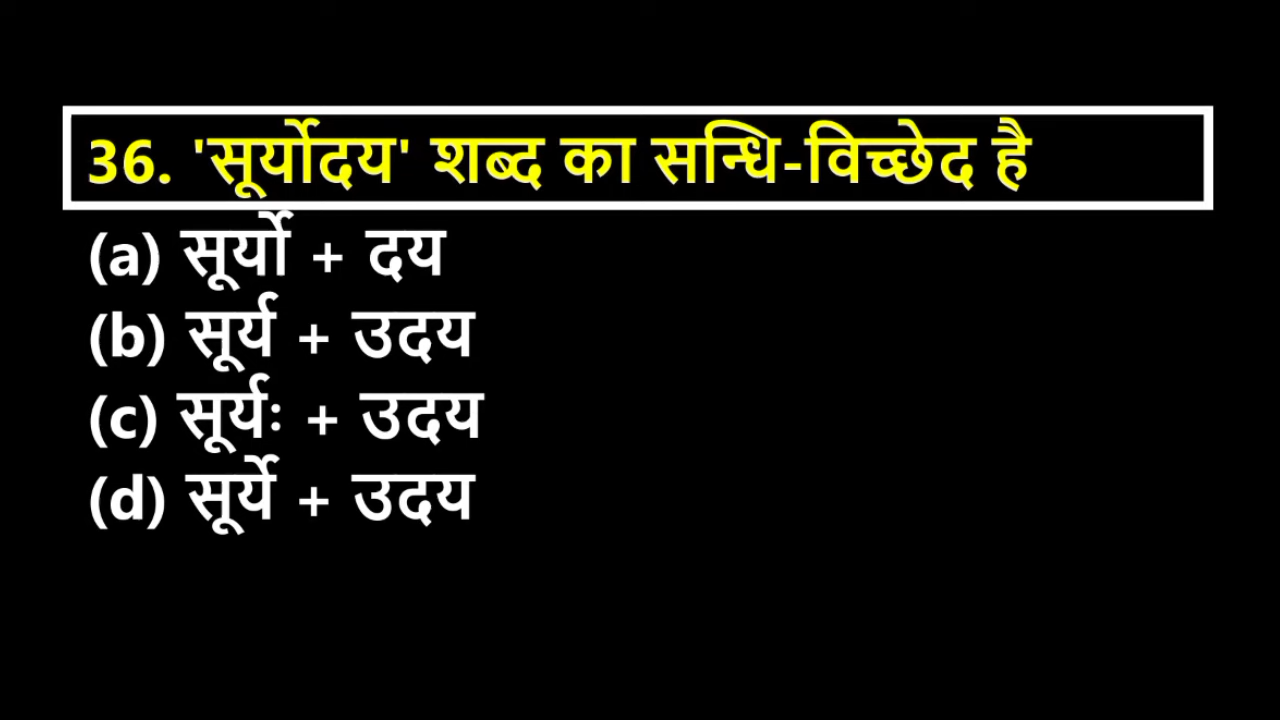 36. 'सूर्योदय' शब्द का सन्धि-विच्छेद है
(a) सूर्यो + दय
(b) सूर्य + उदय
(c) सूर्यः + उदय
(d) सूर्ये + उदय